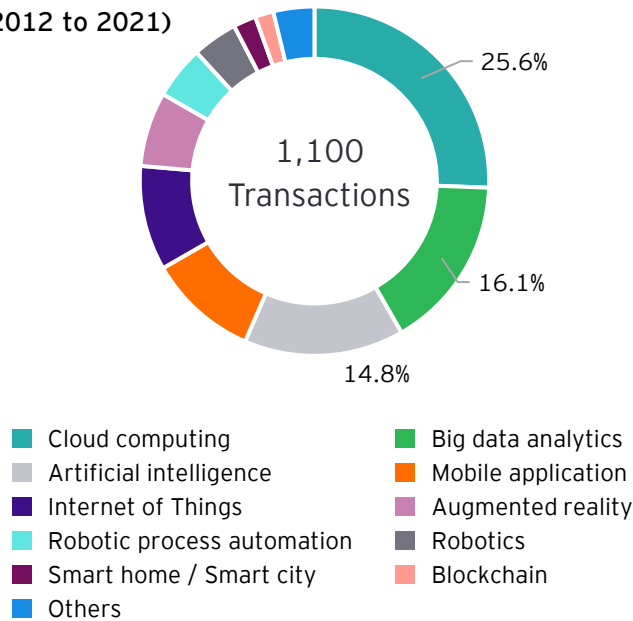 2012 to 2021)
25.6%
1,100
Transactions
16.1%
14.8%
Cloud computing
Big data analytics
Artificial intelligence
Mobile application
Internet of Things
Augmented reality
Robotic process automation
Robotics
Smart home / Smart city
Blockchain
Others